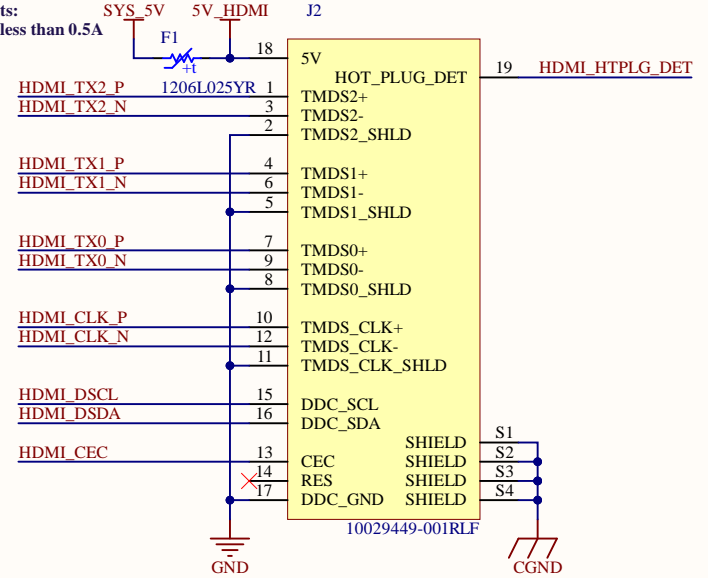 ts:
less than 0.5A
SYS_5V 5V_HDMI J2
F1
+t
1206L025YR
18 5V
HOT_PLUG_DET 19 HDMI_HTPLG_DET
HDMI_TX2_P 1 TMDS2+
HDMI_TX2_N 3 TMDS2-
2 TMDS2_SHLD
HDMI_TX1_P 4 TMDS1+
HDMI_TX1_N 6 TMDS1-
5 TMDS1_SHLD
HDMI_TX0_P 7 TMDS0+
HDMI_TX0_N 9 TMDS0-
8 TMDS0_SHLD
HDMI_CLK_P 10 TMDS_CLK+
HDMI_CLK_N 12 TMDS_CLK-
11 TMDS_CLK_SHLD
HDMI_DSCL 15 DDC_SCL
HDMI_DSDA 16 DDC_SDA
SHIELD S1
HDMI_CEC 13 CEC SHIELD S2
14 RES SHIELD S3
17 DDC_GND SHIELD S4
10029449-001RLF
GND CGND